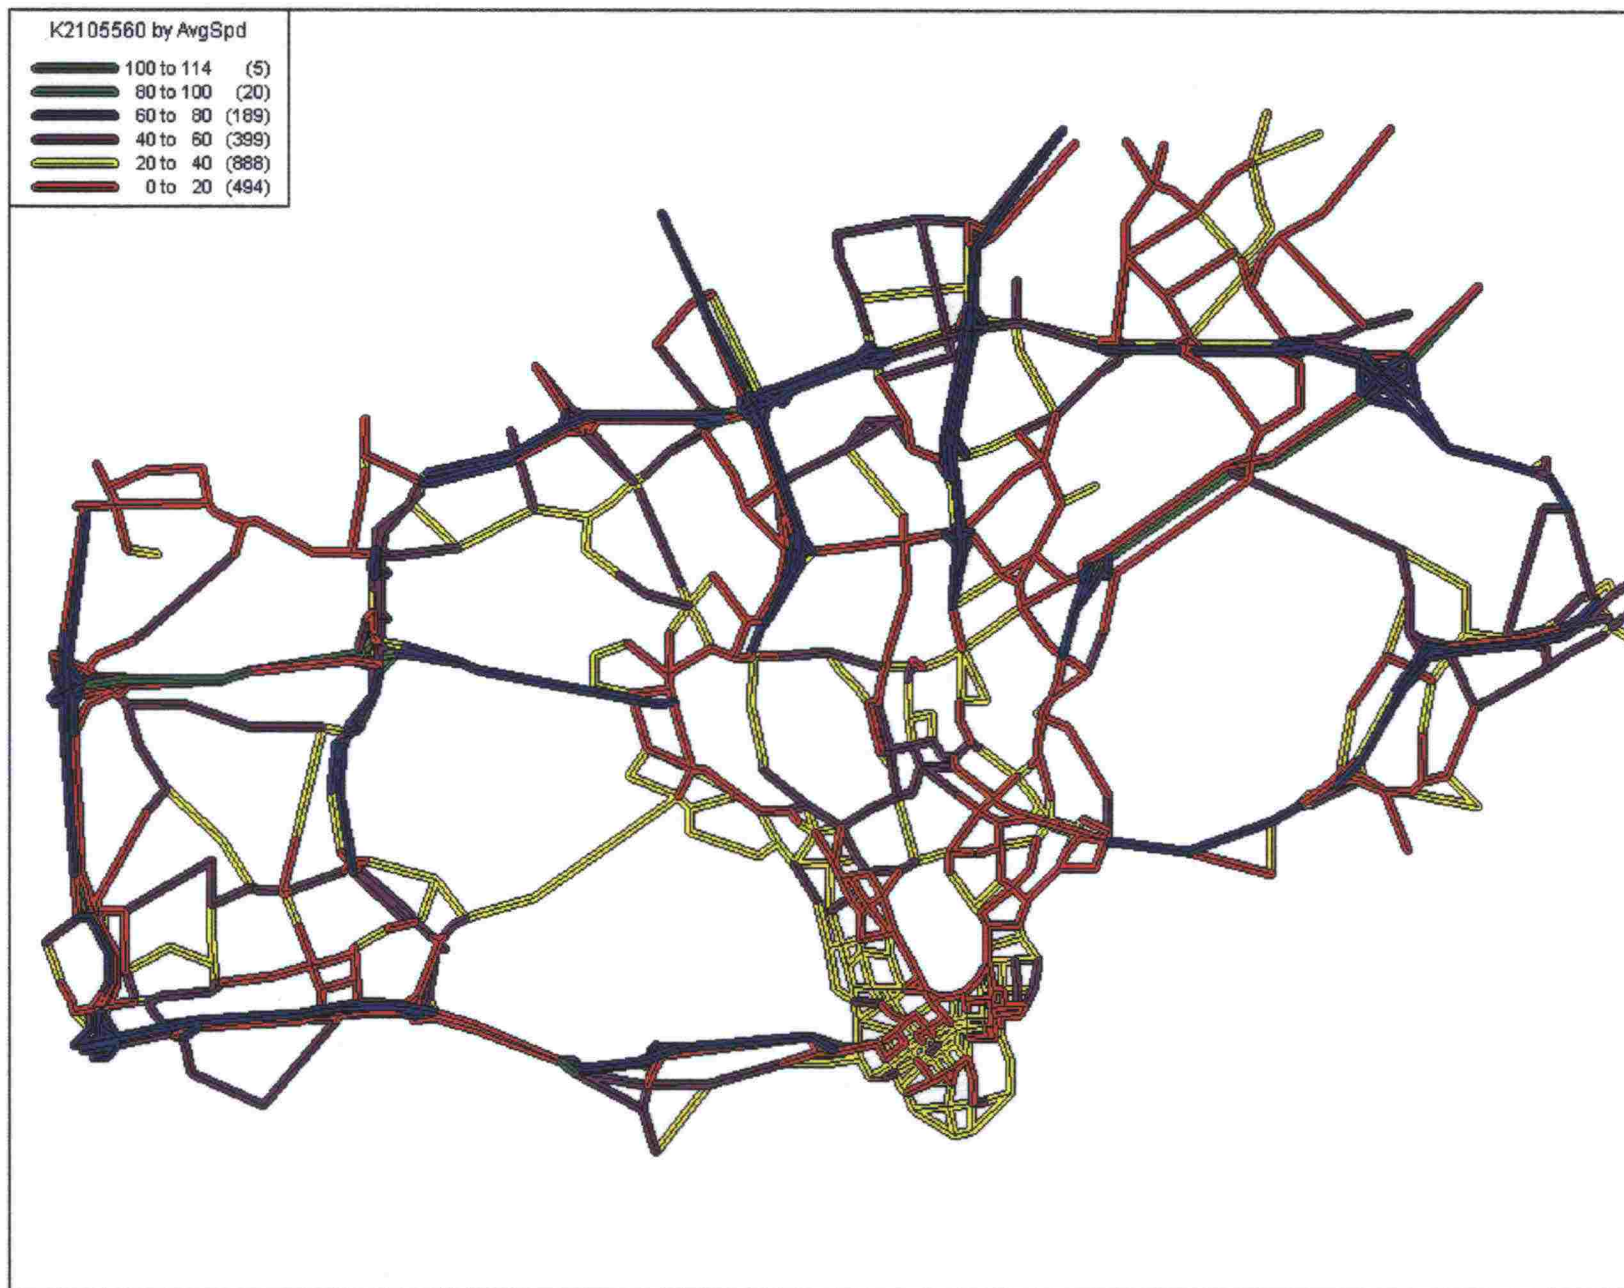 K2105560 by AvgSpd
100 to 114 (5)
80 to 100 (20)
60 to 80 (189)
40 to 60 (399)
20 to 40 (888)
0 to 20 (494)